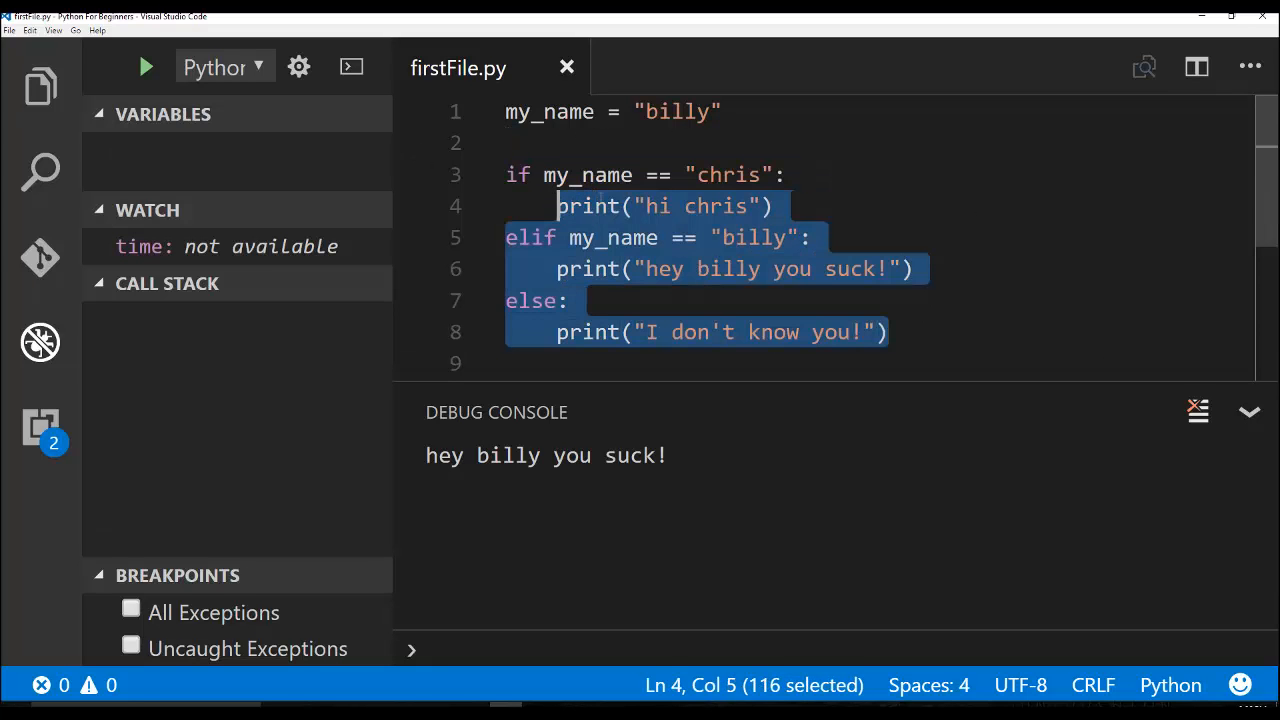 firstFile.py - Python For Beginners - Visual Studio Code
File Edit View Go Help
Python
firstFile.py
VARIABLES
WATCH
time: not available
CALL STACK
BREAKPOINTS
All Exceptions
Uncaught Exceptions
2
1 my_name = "billy"
2
3 if my_name == "chris":
4 print("hi chris")
5 elif my_name == "billy":
6 print("hey billy you suck!")
7 else:
8 print("I don't know you!")
9
DEBUG CONSOLE
hey billy you suck!
0 0 Ln 4, Col 5 (116 selected) Spaces: 4 UTF-8 CRLF Python